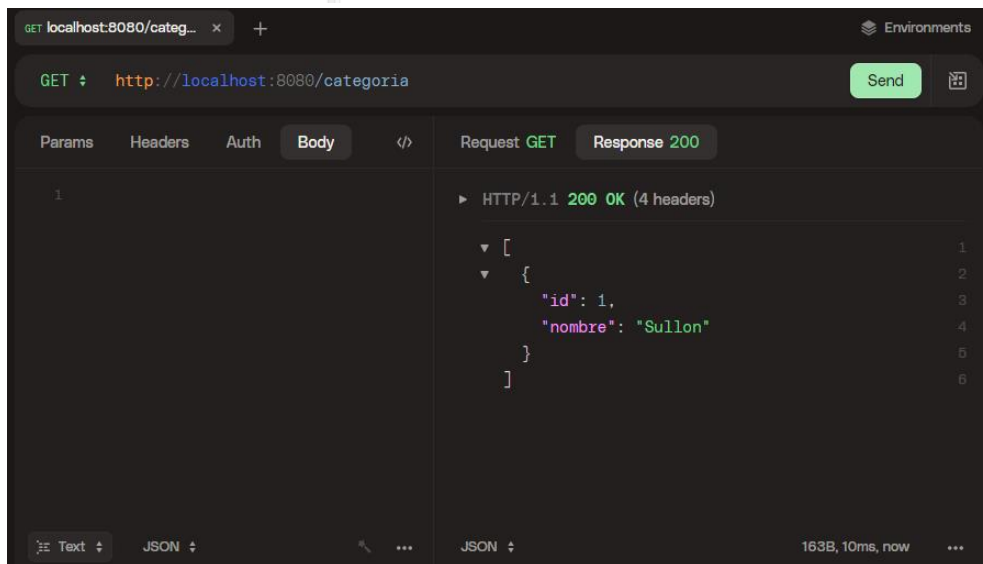 GET localhost:8080/categ... × +
Environments
GET http://localhost:8080/categoria
Send
Params Headers Auth Body </>
Request GET Response 200
1
HTTP/1.1 200 OK (4 headers)
[ 1
{ 2
"id": 1, 3
"nombre": "Sullon" 4
} 5
] 6
Text JSON ...
JSON 163B, 10ms, now ...